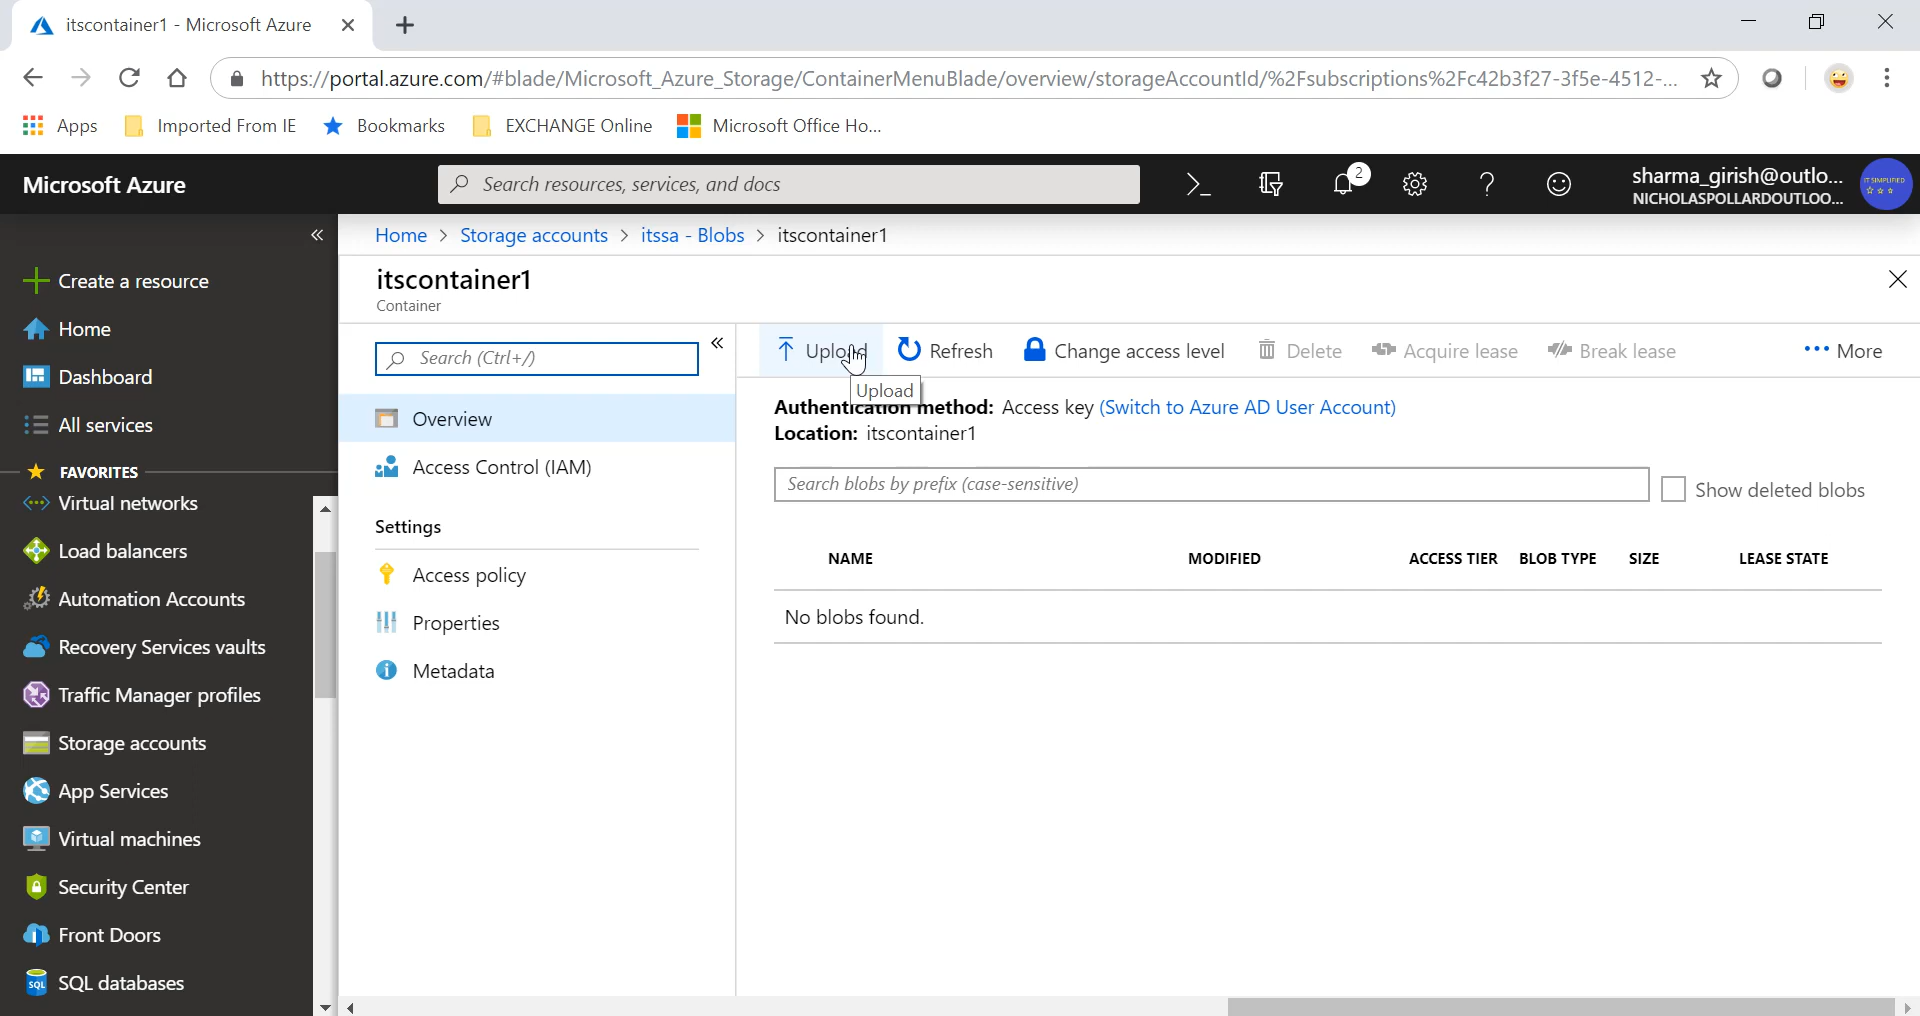 itscontainer1 - Microsoft Azure
https://portal.azure.com/#blade/Microsoft_Azure_Storage/ContainerMenuBlade/overview/storageAccountId/%2Fsubscriptions%2Fc42b3f27-3f5e-4512-...
Apps Imported From IE Bookmarks EXCHANGE Online Microsoft Office Ho...
Microsoft Azure
Search resources, services, and docs
2
sharma_girish@outlo...
NICHOLASPOLLARDOUTLOO...
IT SIMPLIFIED
Home > Storage accounts > itssa - Blobs > itscontainer1
itscontainer1
Container
Create a resource
Home
Dashboard
All services
FAVORITES
Virtual networks
Load balancers
Automation Accounts
Recovery Services vaults
Traffic Manager profiles
Storage accounts
App Services
Virtual machines
Security Center
Front Doors
SQL
SQL databases
Search (Ctrl+/)
Overview
Access Control (IAM)
Settings
Access policy
Properties
Metadata
Upload Refresh Change access level Delete Acquire lease Break lease More
Upload
Authentication method: Access key (Switch to Azure AD User Account)
Location: itscontainer1
Search blobs by prefix (case-sensitive)
Show deleted blobs
NAME MODIFIED ACCESS TIER BLOB TYPE SIZE LEASE STATE
No blobs found.